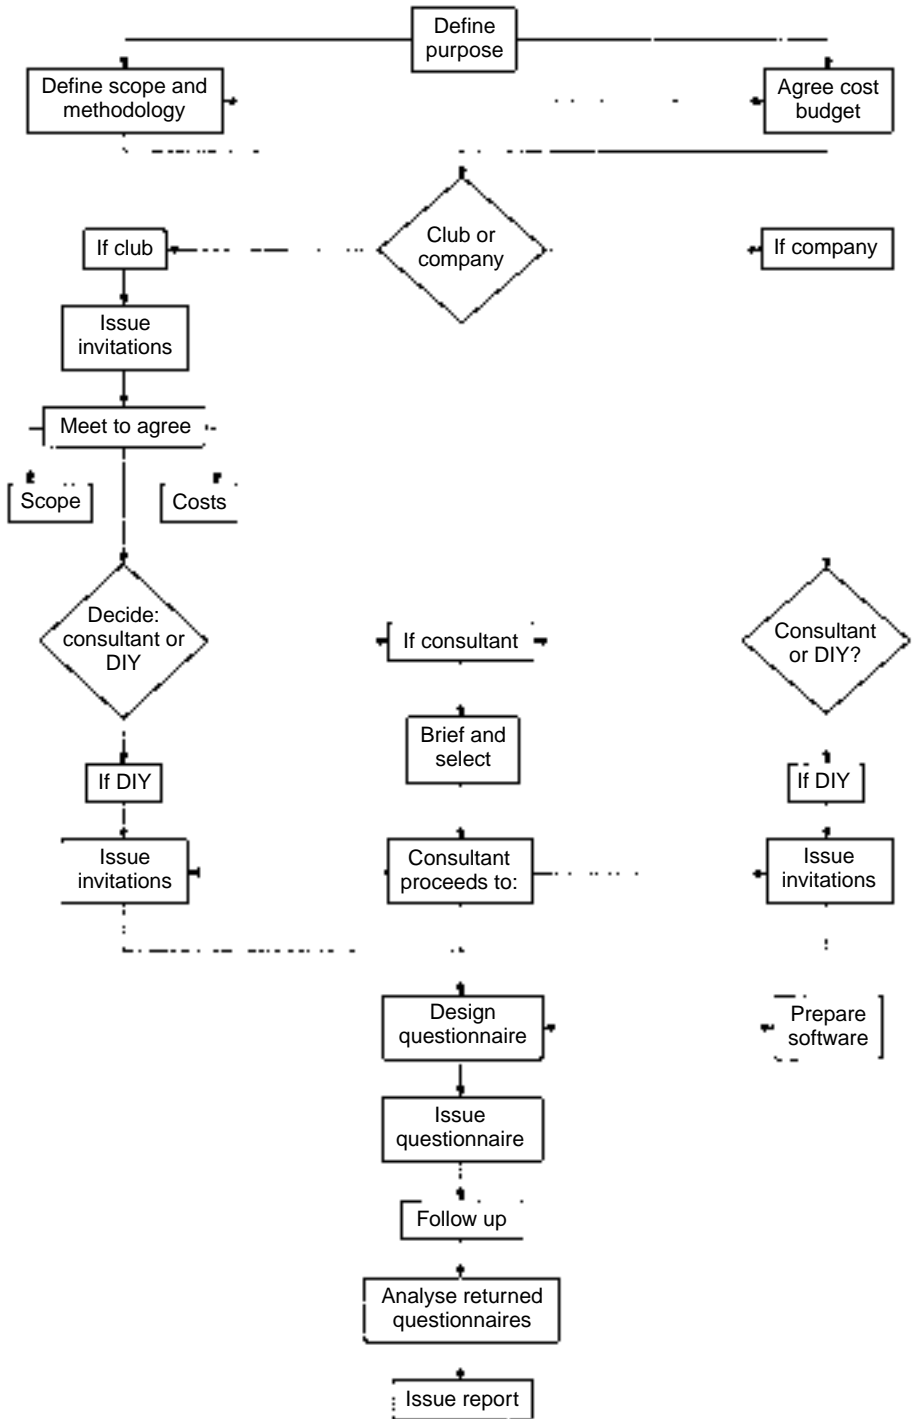 Define
purpose
Define scope and
methodology
Agree cost
budget
If club
Club or
company
If company
Issue
invitations
Meet to agree
Scope
Costs
Decide:
consultant or
DIY
If consultant
Consultant
or DIY?
Brief and
select
If DIY
If DIY
Issue
invitations
Consultant
proceeds to:
Issue
invitations
Design
questionnaire
Prepare
software
Issue
questionnaire
Follow up
Analyse returned
questionnaires
Issue report